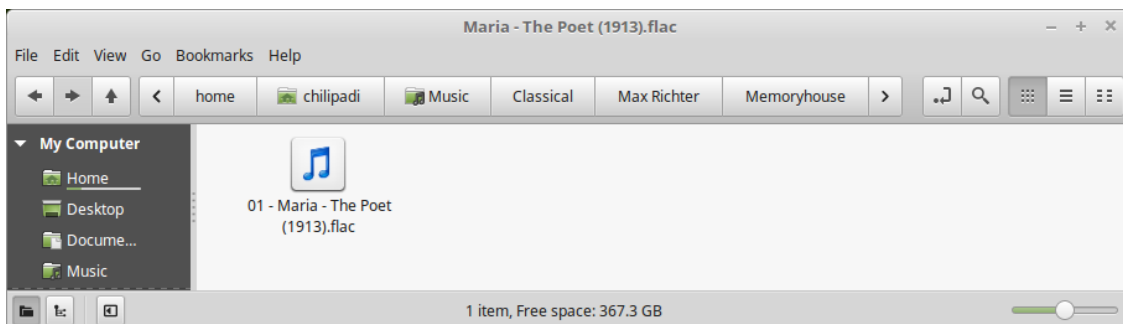 Maria - The Poet (1913).flac
File Edit View Go Bookmarks Help
home chilipadi Music Classical Max Richter Memoryhouse
My Computer
Home
Desktop
Docume...
Music
01 - Maria - The Poet
(1913).flac
1 item, Free space: 367.3 GB